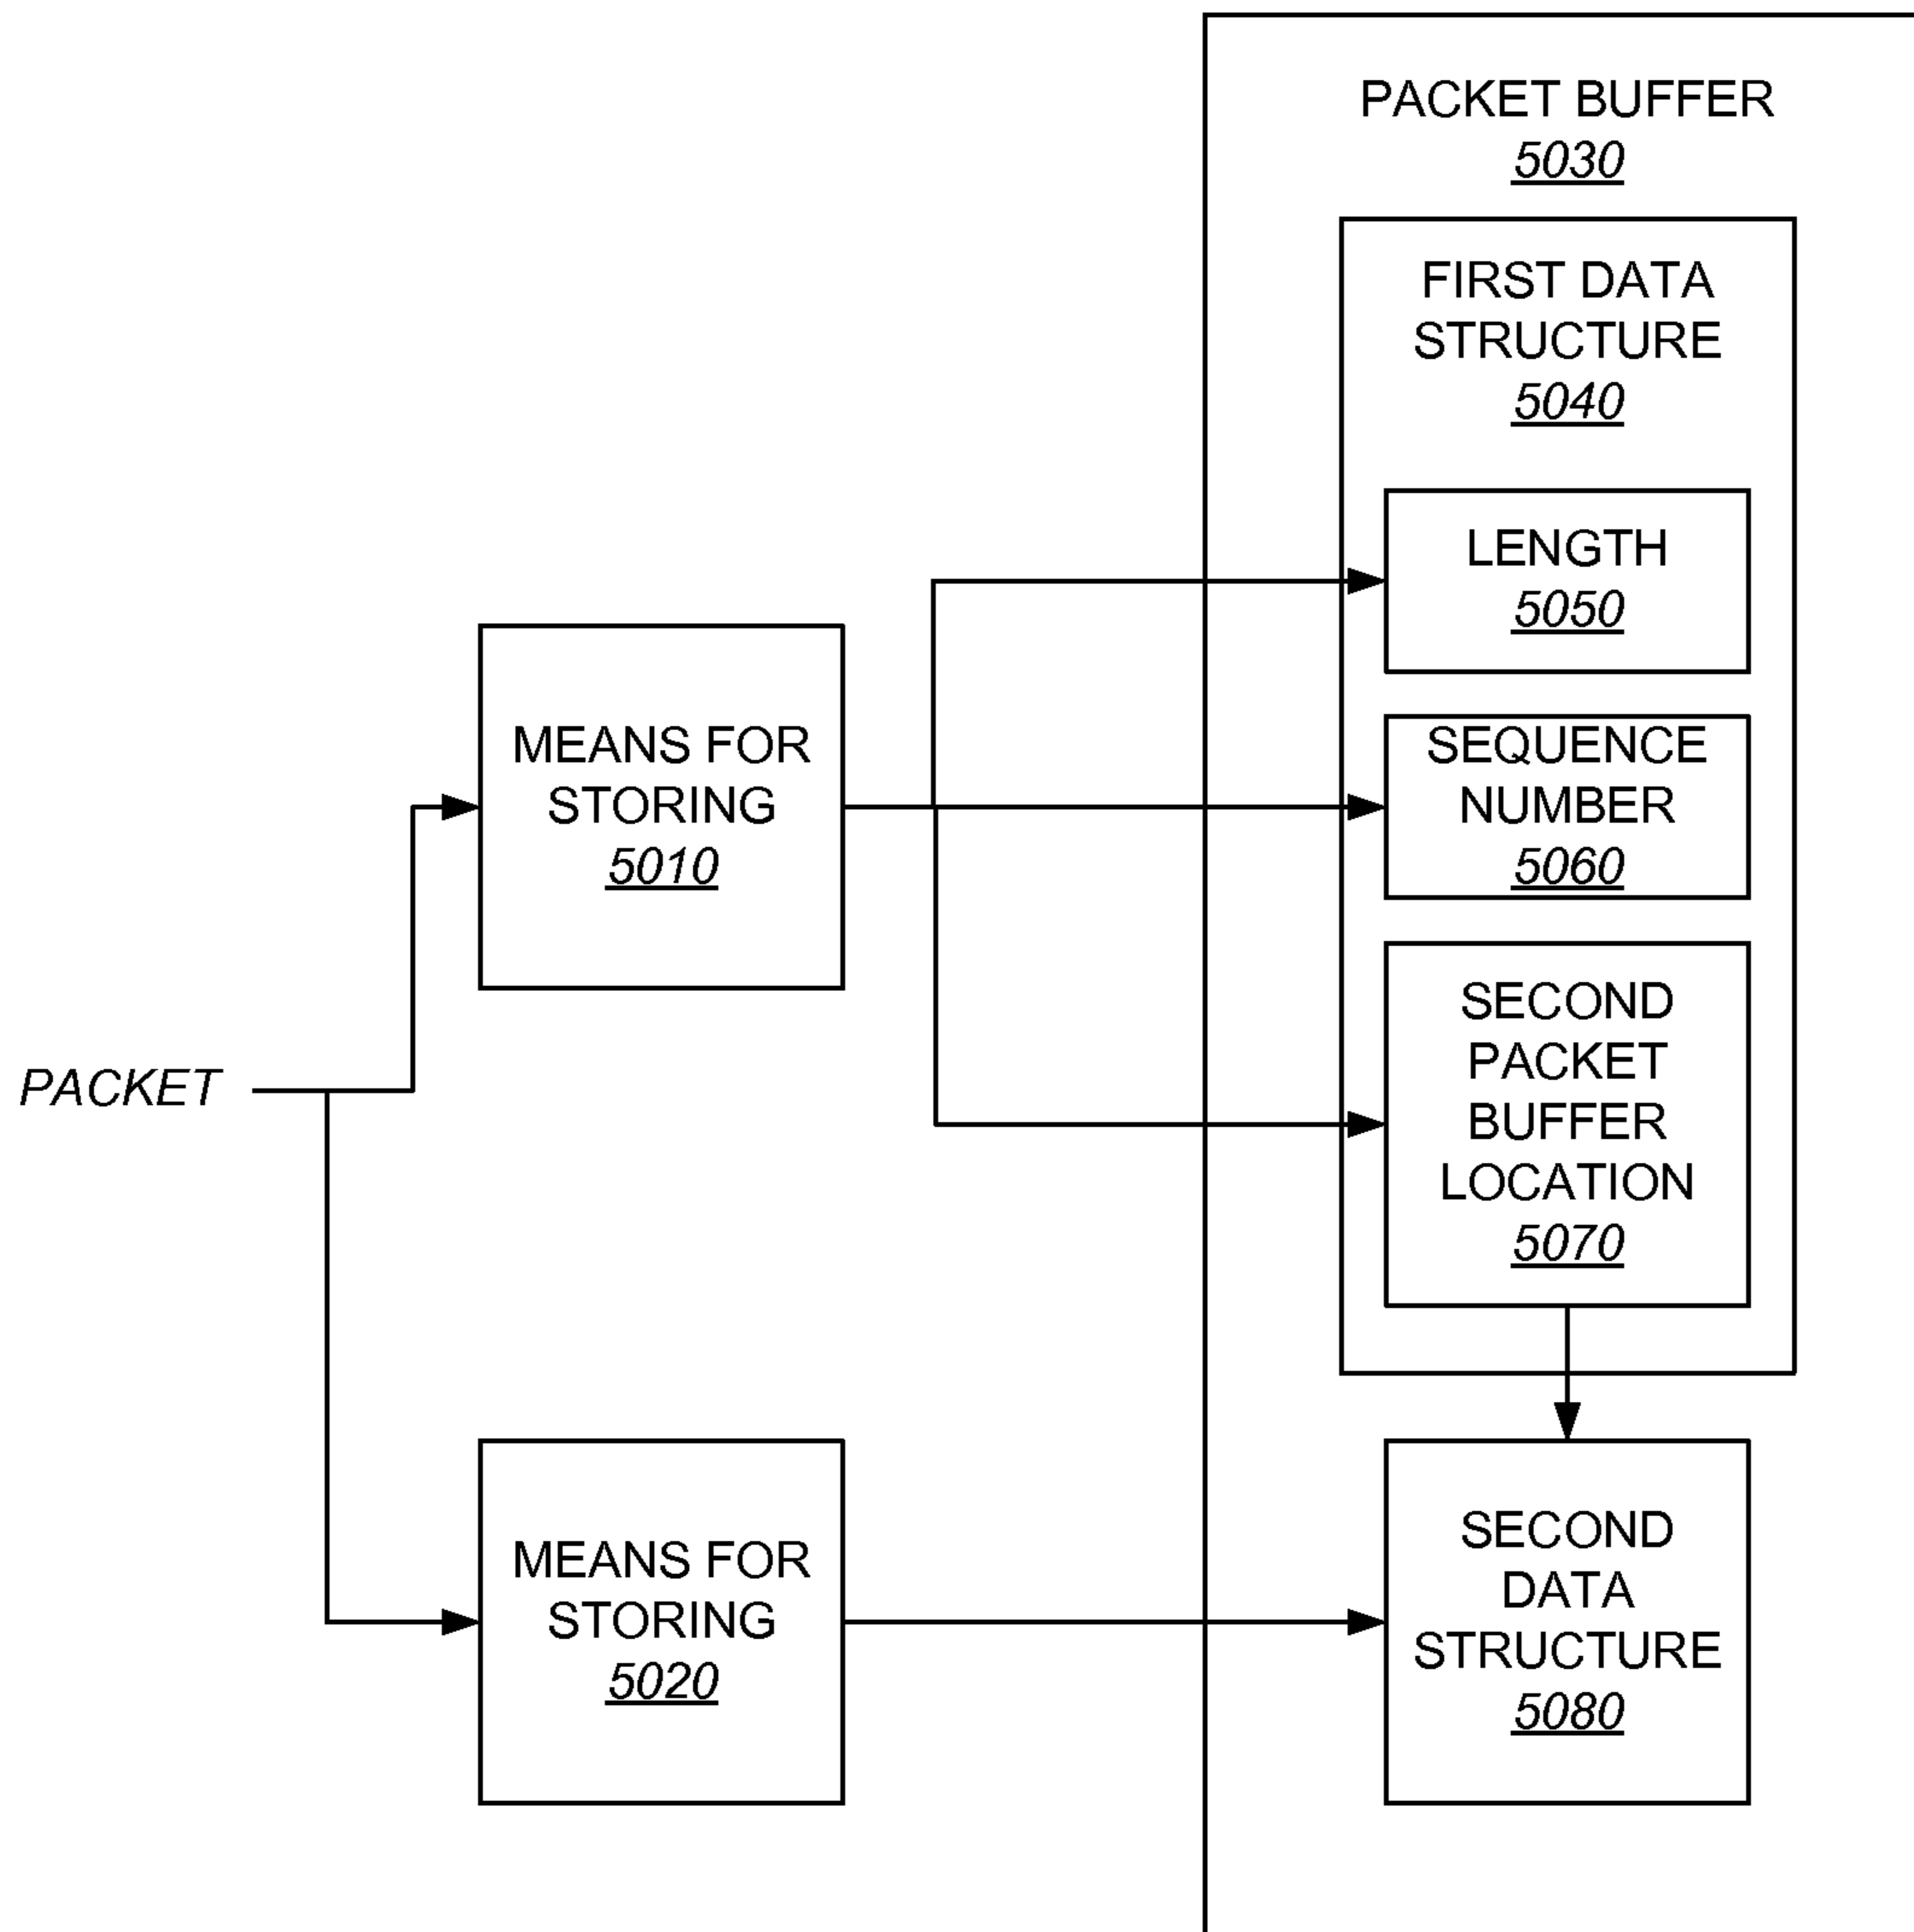 PACKET BUFFER
5030
FIRST DATA
STRUCTURE
5040
LENGTH
5050
MEANS FOR
STORING
5010
SEQUENCE
NUMBER
5060
SECOND
PACKET
BUFFER
LOCATION
5070
PACKET
MEANS FOR
STORING
5020
SECOND
DATA
STRUCTURE
5080